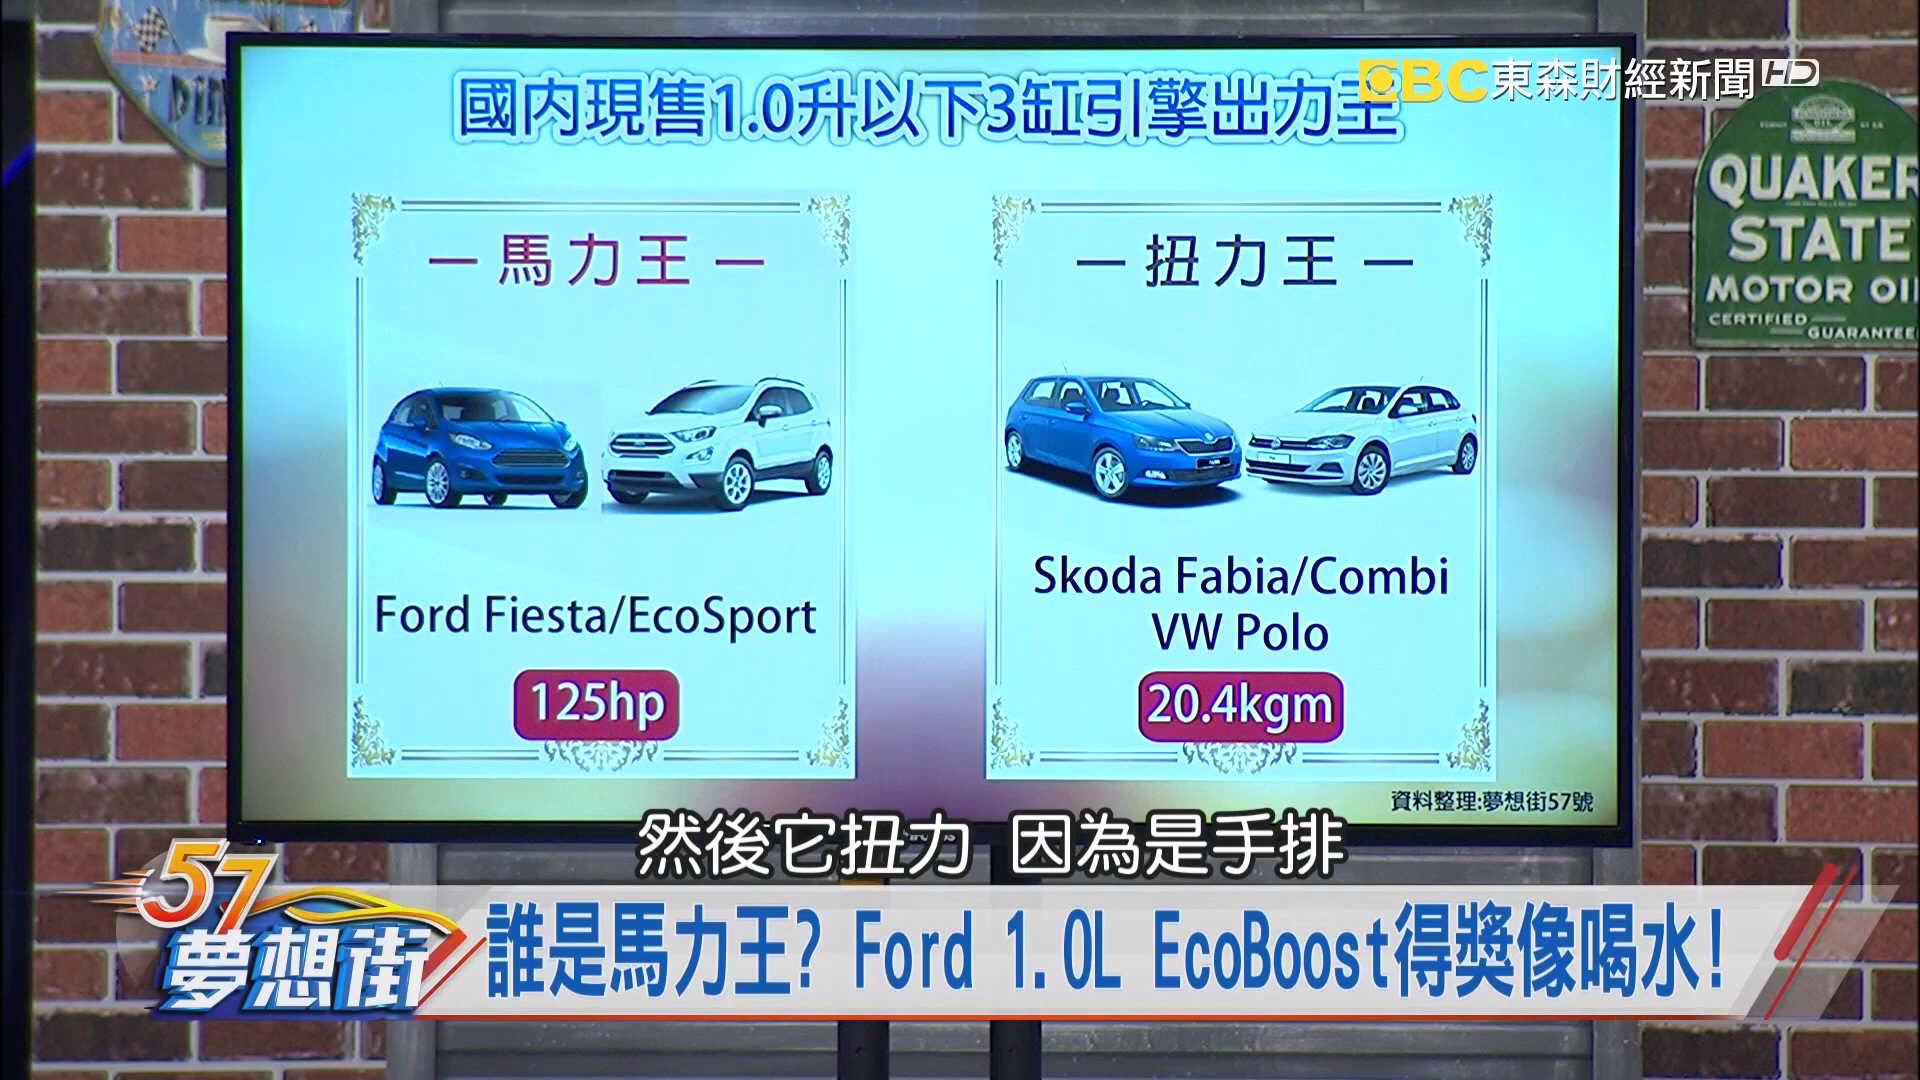 國內現售1.0升以下3缸引擎出力王
EBC東森財經新聞HD
馬力王
扭力王
QUAKER
STATE
MOTOR OI
CERTIFIED
GUARANTEE
Ford Fiesta/EcoSport
125hp
Skoda Fabia/Combi
VW Polo
20.4kgm
資料整理:夢想街57號
然後它扭力 因為是手排
57
夢想街
誰是馬力王? Ford 1.0L EcoBoost得獎像喝水!